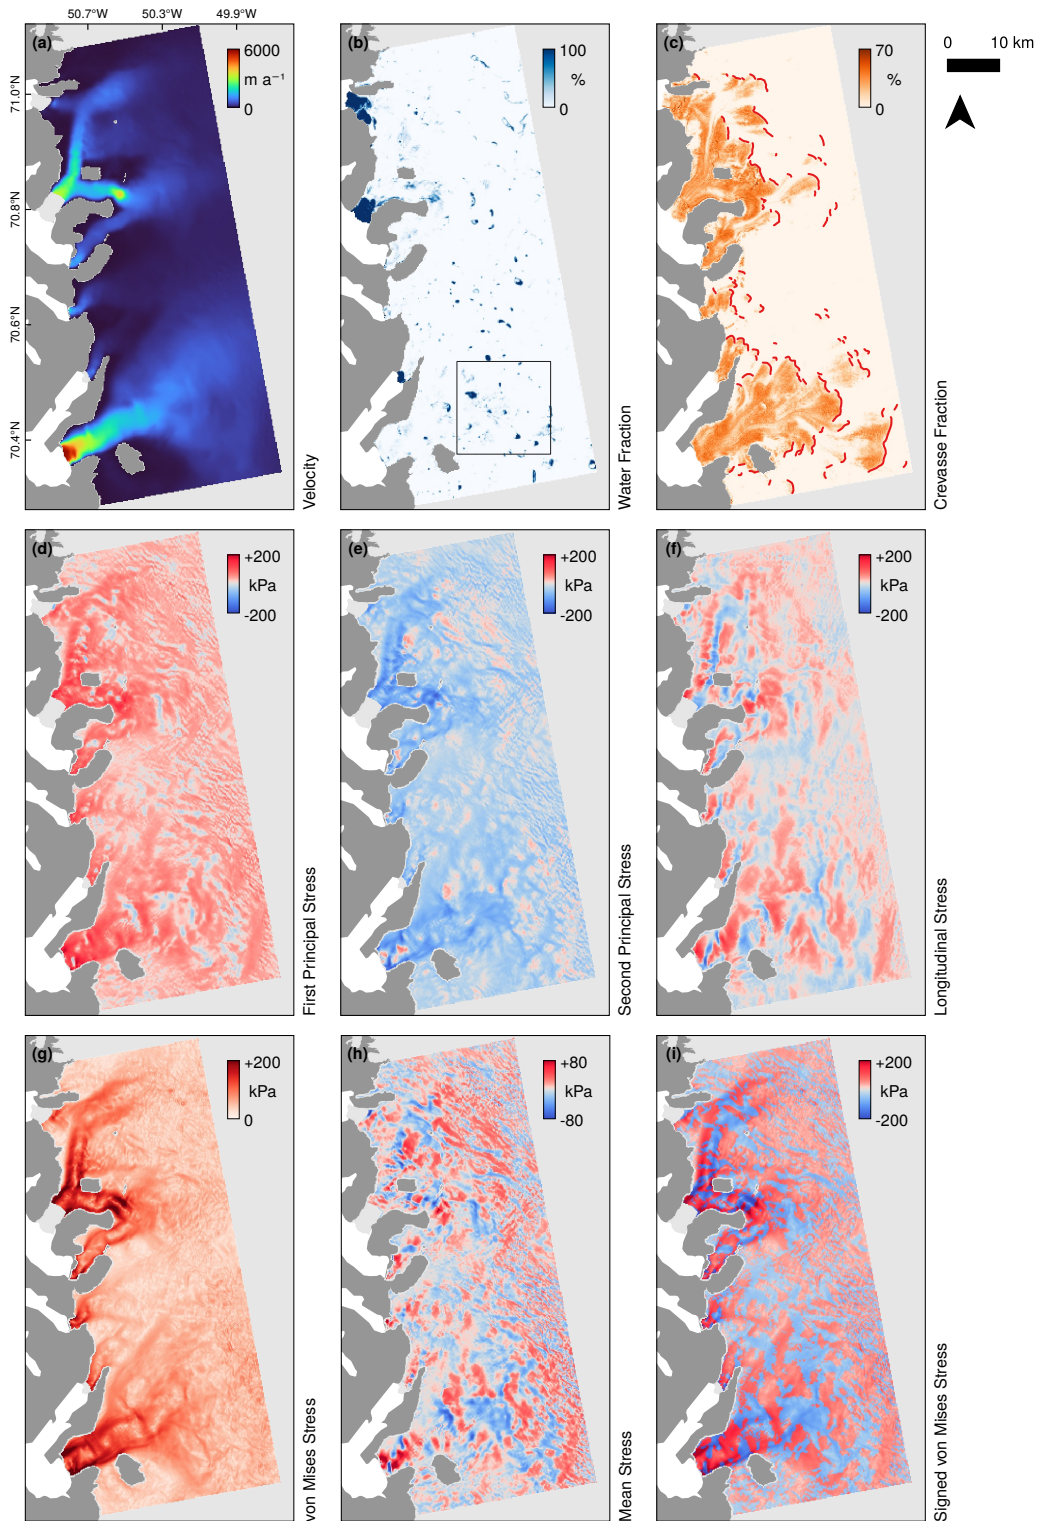 50.7°W 50.3°W 49.9°W
71.0°N
70.8°N
70.6°N
70.4°N
(a)
6000
m a⁻¹
0
Velocity
(b)
100
%
0
Water Fraction
(c)
70
%
0
Crevasse Fraction
0 10 km
(d)
+200
kPa
-200
First Principal Stress
(e)
+200
kPa
-200
Second Principal Stress
(f)
+200
kPa
-200
Longitudinal Stress
(g)
+200
kPa
0
von Mises Stress
(h)
+80
kPa
-80
Mean Stress
(i)
+200
kPa
-200
Signed von Mises Stress